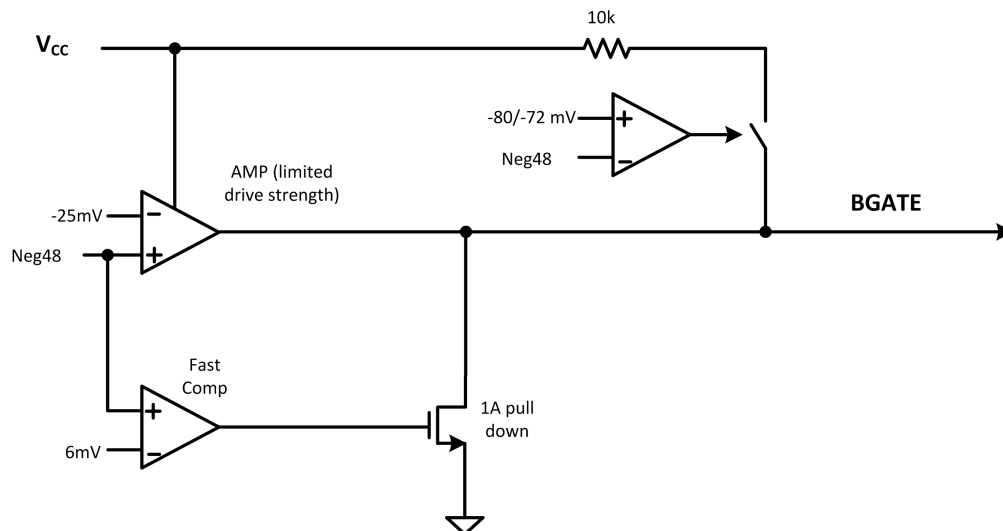 10k
VCC
-80/-72 mV
+
Neg48
−
AMP (limited
drive strength)
BGATE
-25mV
−
Neg48
+
Fast
Comp
+
1A pull
down
6mV
−